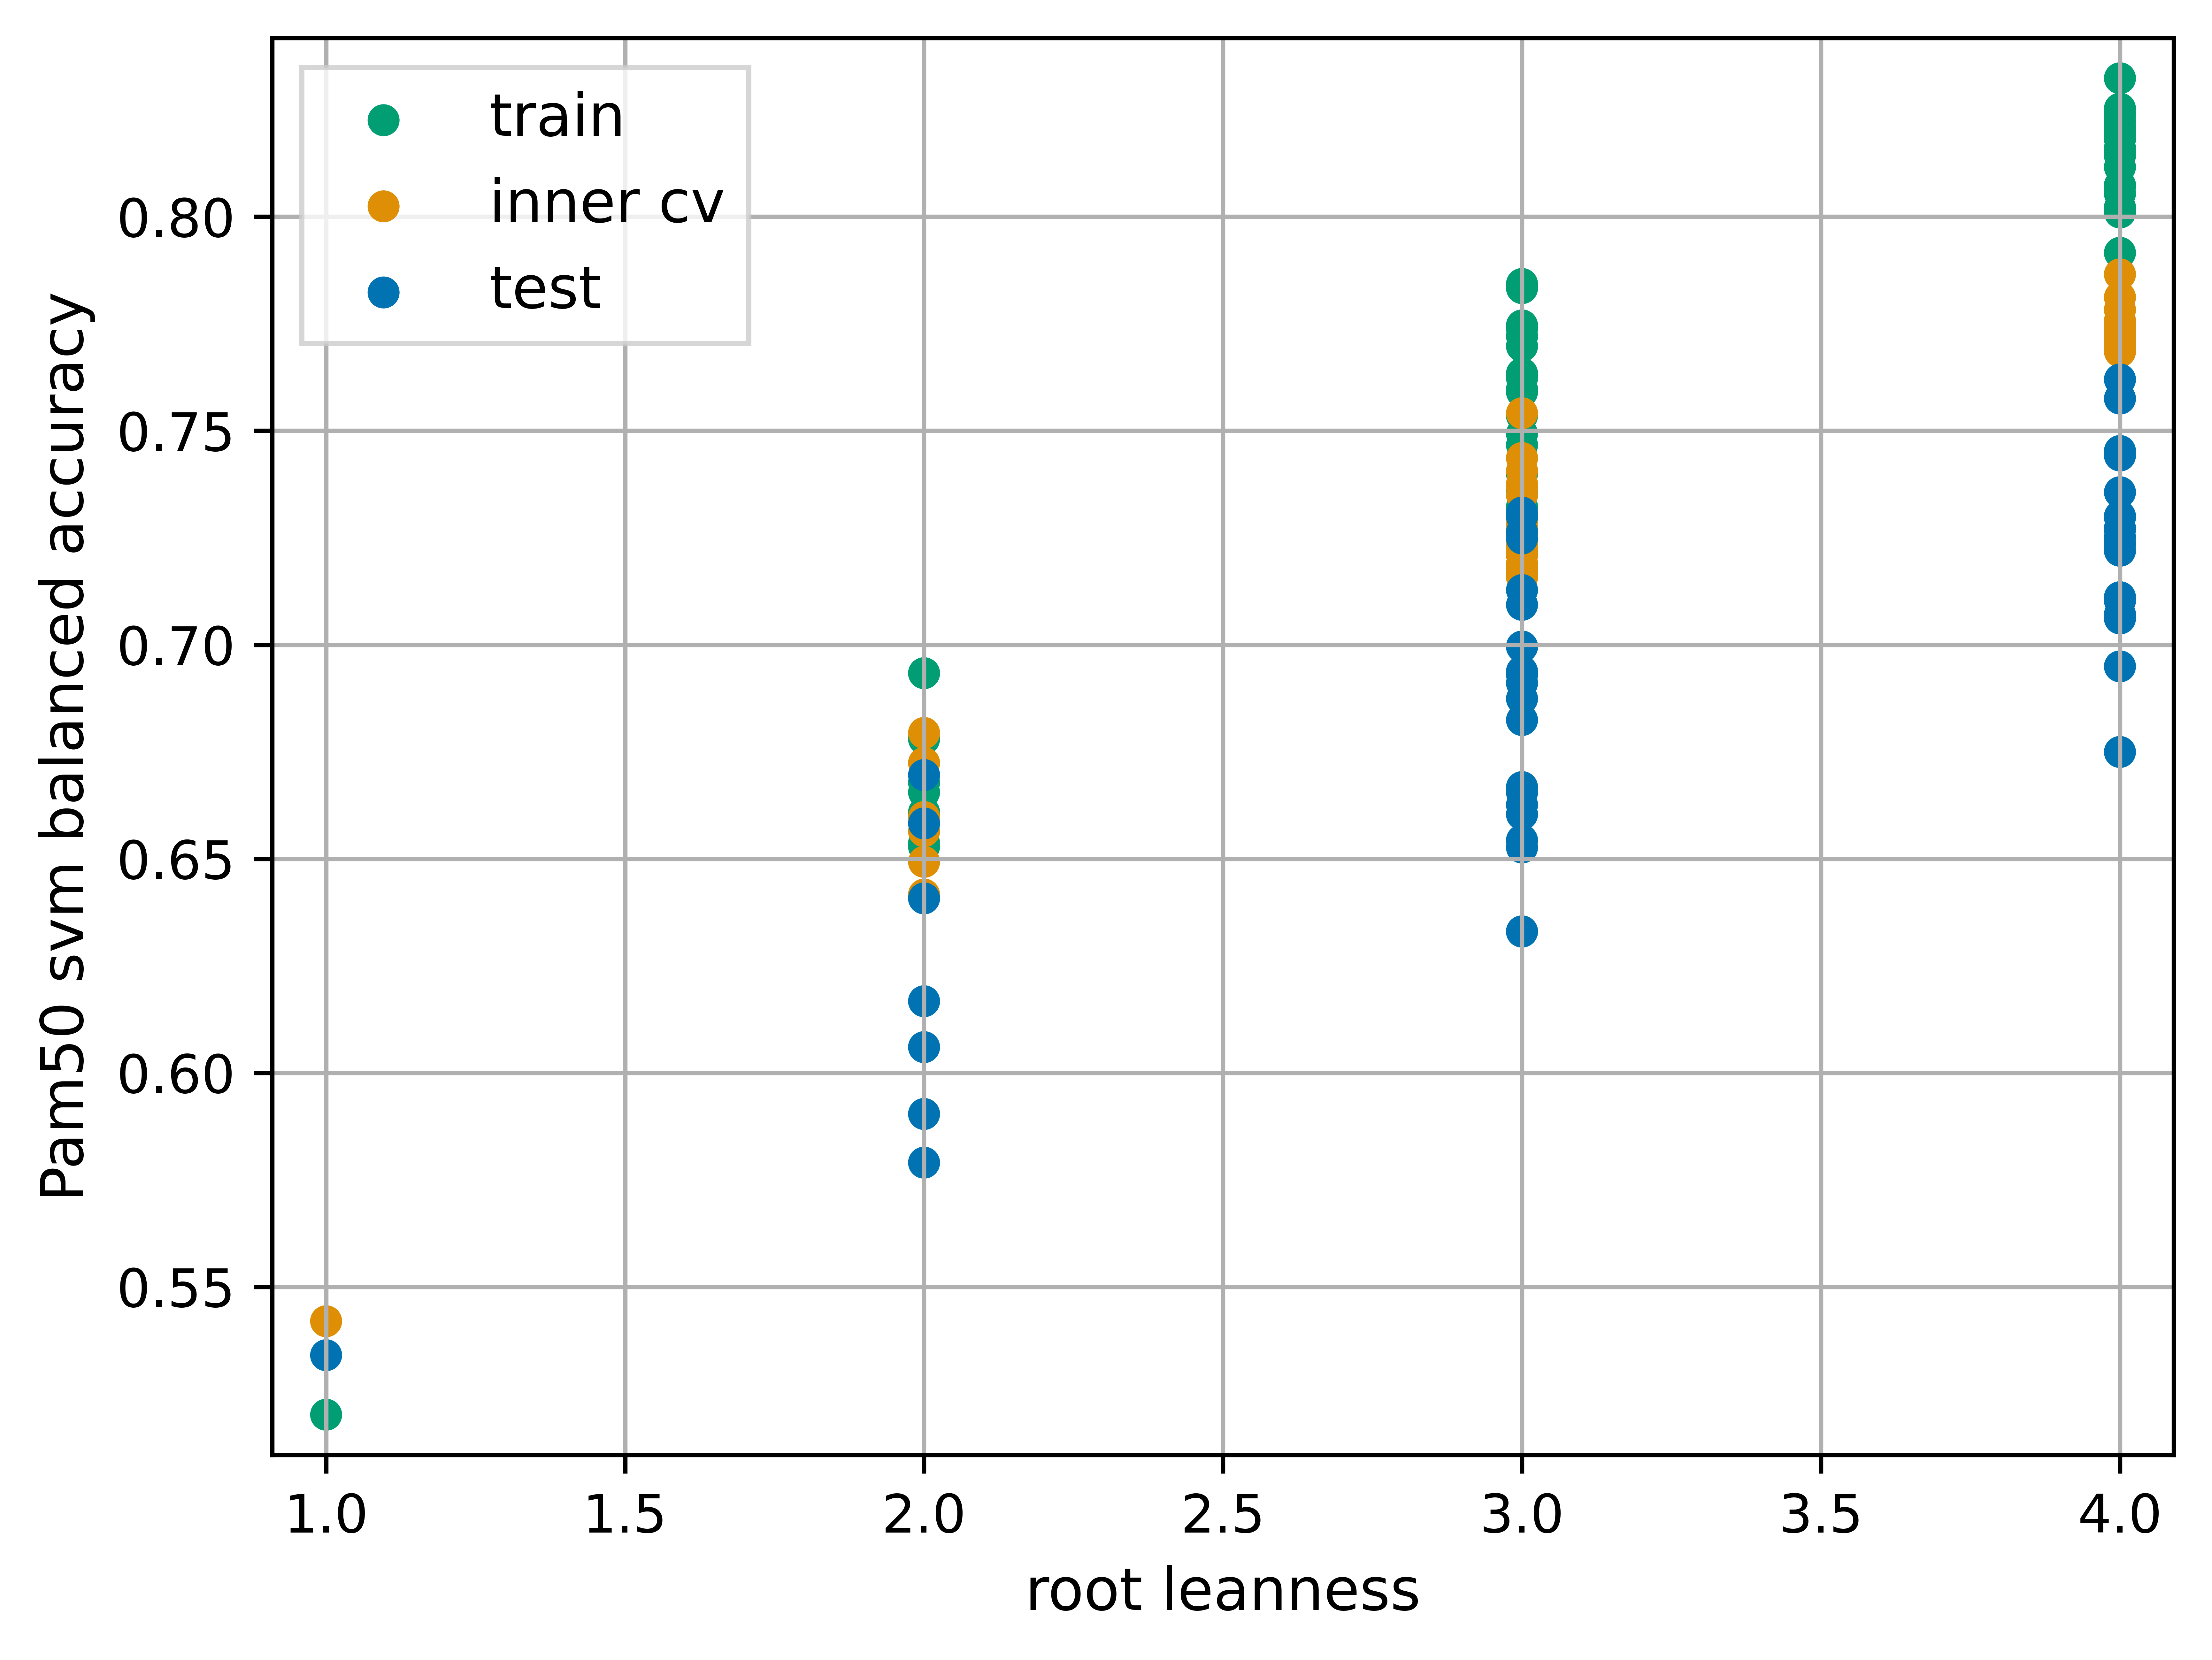 train
inner cv
test
0.80
0.75
0.70
0.65
0.60
0.55
Pam50 svm balanced accuracy
1.0 1.5 2.0 2.5 3.0 3.5 4.0
root leanness